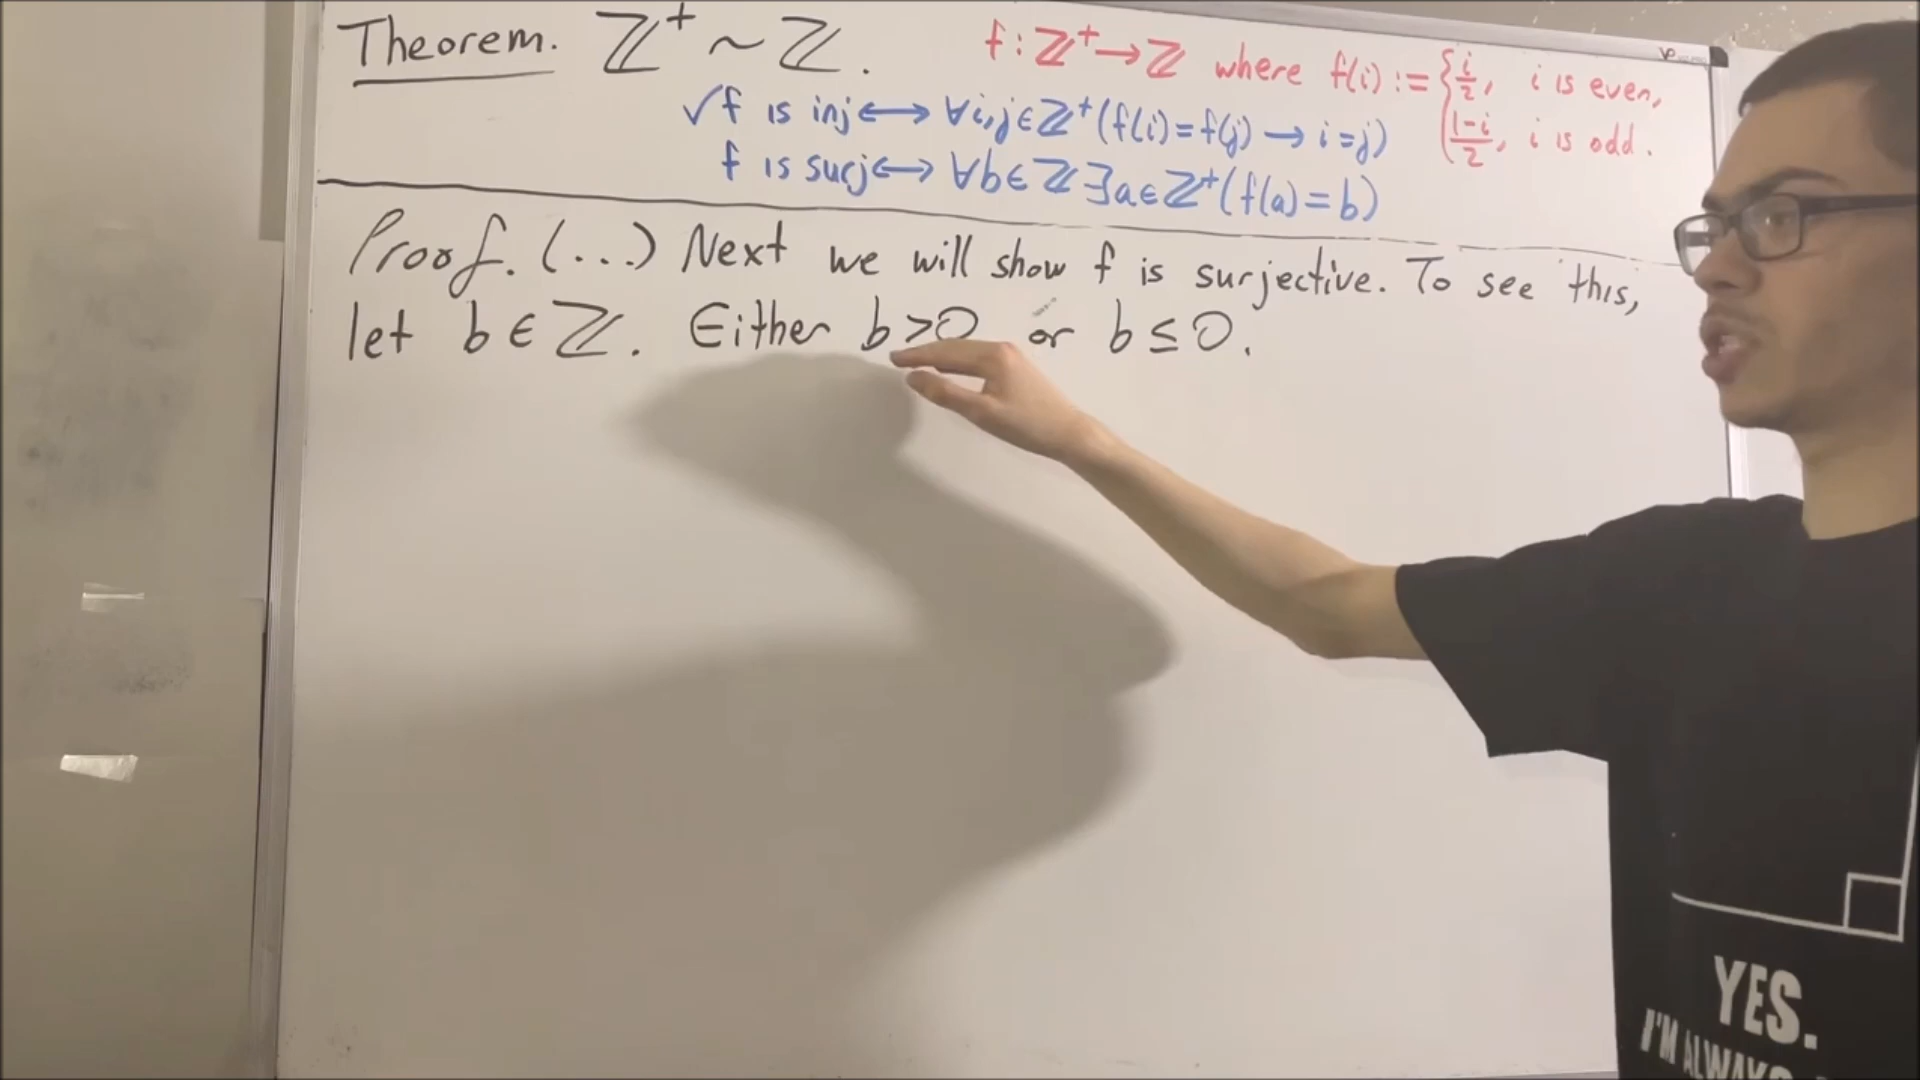 Theorem. ℤ⁺ ~ ℤ.
f : ℤ⁺→ℤ where f(i) := { i/2, i is even,
(1-i)/2, i is odd.
✓ f is inj ⟷ ∀i,j∈ℤ⁺(f(i)=f(j) → i=j)
f is surj ⟷ ∀b∈ℤ ∃a∈ℤ⁺(f(a)=b)
Proof. (...) Next we will show f is surjective. To see this,
let b∈ℤ. Either b>0 or b≤0.
YES.
I'M ALWAYS